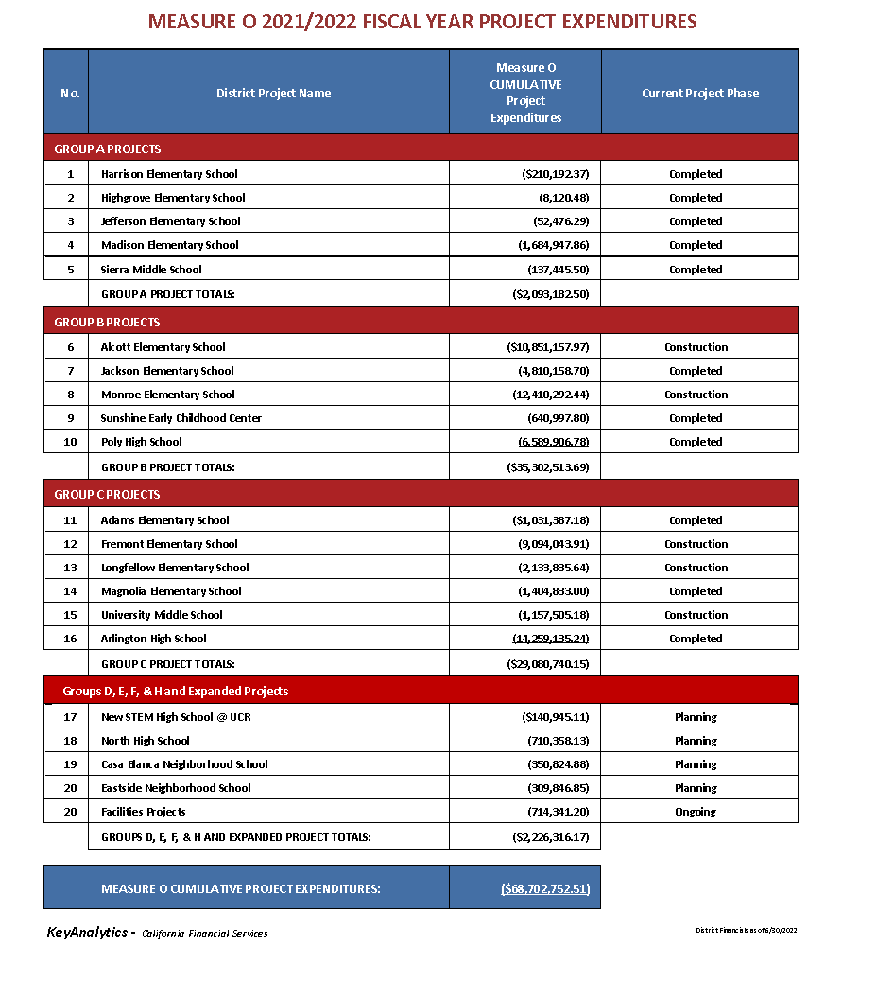 MEASURE O 2021/2022 FISCAL YEAR PROJECT EXPENDITURES
No. District Project Name Measure O CUMULATIVE Project Expenditures Current Project Phase
GROUP A PROJECTS
1 Harrison Elementary School ($210,192.37) Completed
2 Highgrove Elementary School (8,120.48) Completed
3 Jefferson Elementary School (52,476.29) Completed
4 Madison Elementary School (1,684,947.86) Completed
5 Sierra Middle School (137,445.50) Completed
GROUP A PROJECT TOTALS: ($2,093,182.50)
GROUP B PROJECTS
6 Alcott Elementary School ($10,851,157.97) Construction
7 Jackson Elementary School (4,810,158.70) Completed
8 Monroe Elementary School (12,410,292.44) Construction
9 Sunshine Early Childhood Center (640,997.80) Completed
10 Poly High School (6,589,906.78) Completed
GROUP B PROJECT TOTALS: ($35,302,513.69)
GROUP C PROJECTS
11 Adams Elementary School ($1,031,387.18) Completed
12 Fremont Elementary School (9,094,043.91) Construction
13 Longfellow Elementary School (2,133,835.64) Construction
14 Magnolia Elementary School (1,404,833.00) Completed
15 University Middle School (1,157,505.18) Construction
16 Arlington High School (14,259,135.24) Completed
GROUP C PROJECT TOTALS: ($29,080,740.15)
Groups D, E, F, & H and Expanded Projects
17 New STEM High School @ UCR ($140,945.11) Planning
18 North High School (710,358.13) Planning
19 Casa Blanca Neighborhood School (350,824.88) Planning
20 Eastside Neighborhood School (309,846.85) Planning
20 Facilities Projects (714,341.20) Ongoing
GROUPS D, E, F, & H AND EXPANDED PROJECT TOTALS: ($2,226,316.17)
MEASURE O CUMULATIVE PROJECT EXPENDITURES: ($68,702,752.51)
KeyAnalytics - California Financial Services
District Financials as of 6/30/2022